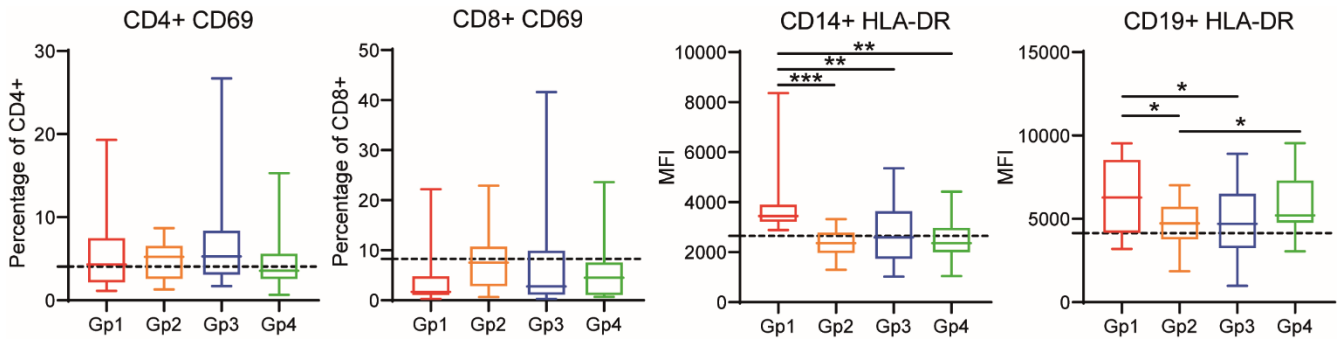 CD4+ CD69
Percentage of CD4+
30
20
10
0
Gp1 Gp2 Gp3 Gp4
CD8+ CD69
Percentage of CD8+
50
40
30
20
10
0
Gp1 Gp2 Gp3 Gp4
CD14+ HLA-DR
MFI
10000
8000
6000
4000
2000
0
**
**
***
Gp1 Gp2 Gp3 Gp4
CD19+ HLA-DR
MFI
15000
10000
5000
0
*
*
*
Gp1 Gp2 Gp3 Gp4